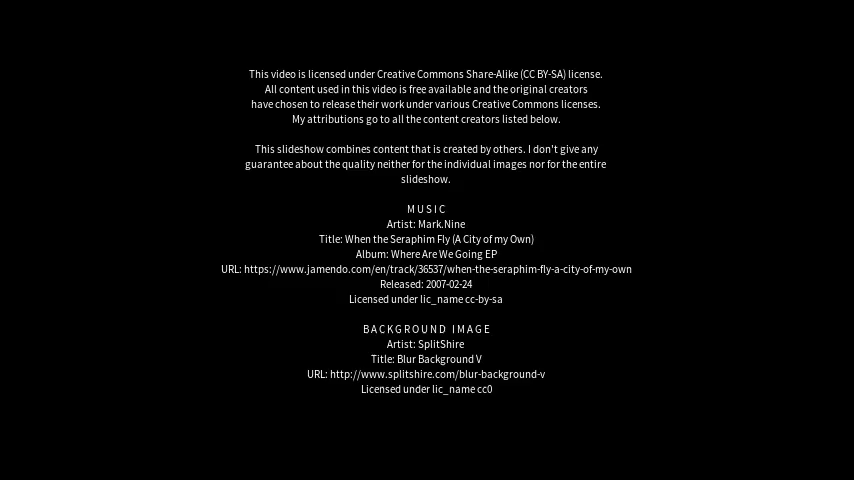 This video is licensed under Creative Commons Share-Alike (CC BY-SA) license.
All content used in this video is free available and the original creators
have chosen to release their work under various Creative Commons licenses.
My attributions go to all the content creators listed below.
This slideshow combines content that is created by others. I don't give any
guarantee about the quality neither for the individual images nor for the entire
slideshow.
MUSIC
Artist: Mark.Nine
Title: When the Seraphim Fly (A City of my Own)
Album: Where Are We Going EP
URL: https://www.jamendo.com/en/track/36537/when-the-seraphim-fly-a-city-of-my-own
Released: 2007-02-24
Licensed under lic_name cc-by-sa
BACKGROUND IMAGE
Artist: SplitShire
Title: Blur Background V
URL: http://www.splitshire.com/blur-background-v
Licensed under lic_name cc0